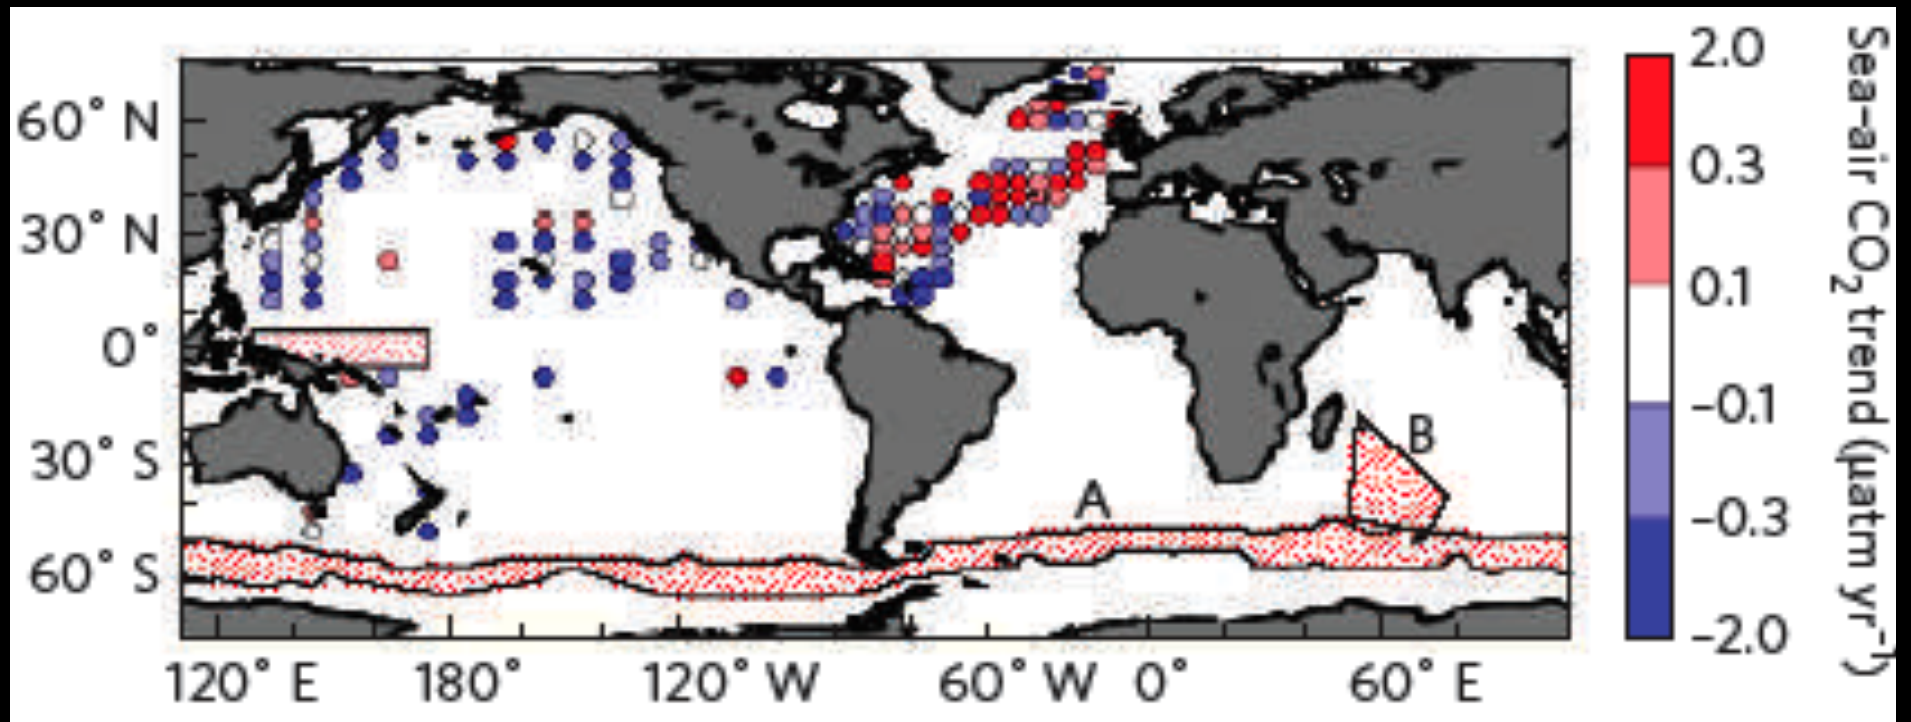 60° N
30° N
0°
30° S
60° S
120° E
180°
120° W
60° W
0°
60° E
A
B
2.0
0.3
0.1
–0.1
–0.3
–2.0
Sea–air CO₂ trend (µatm yr⁻¹)